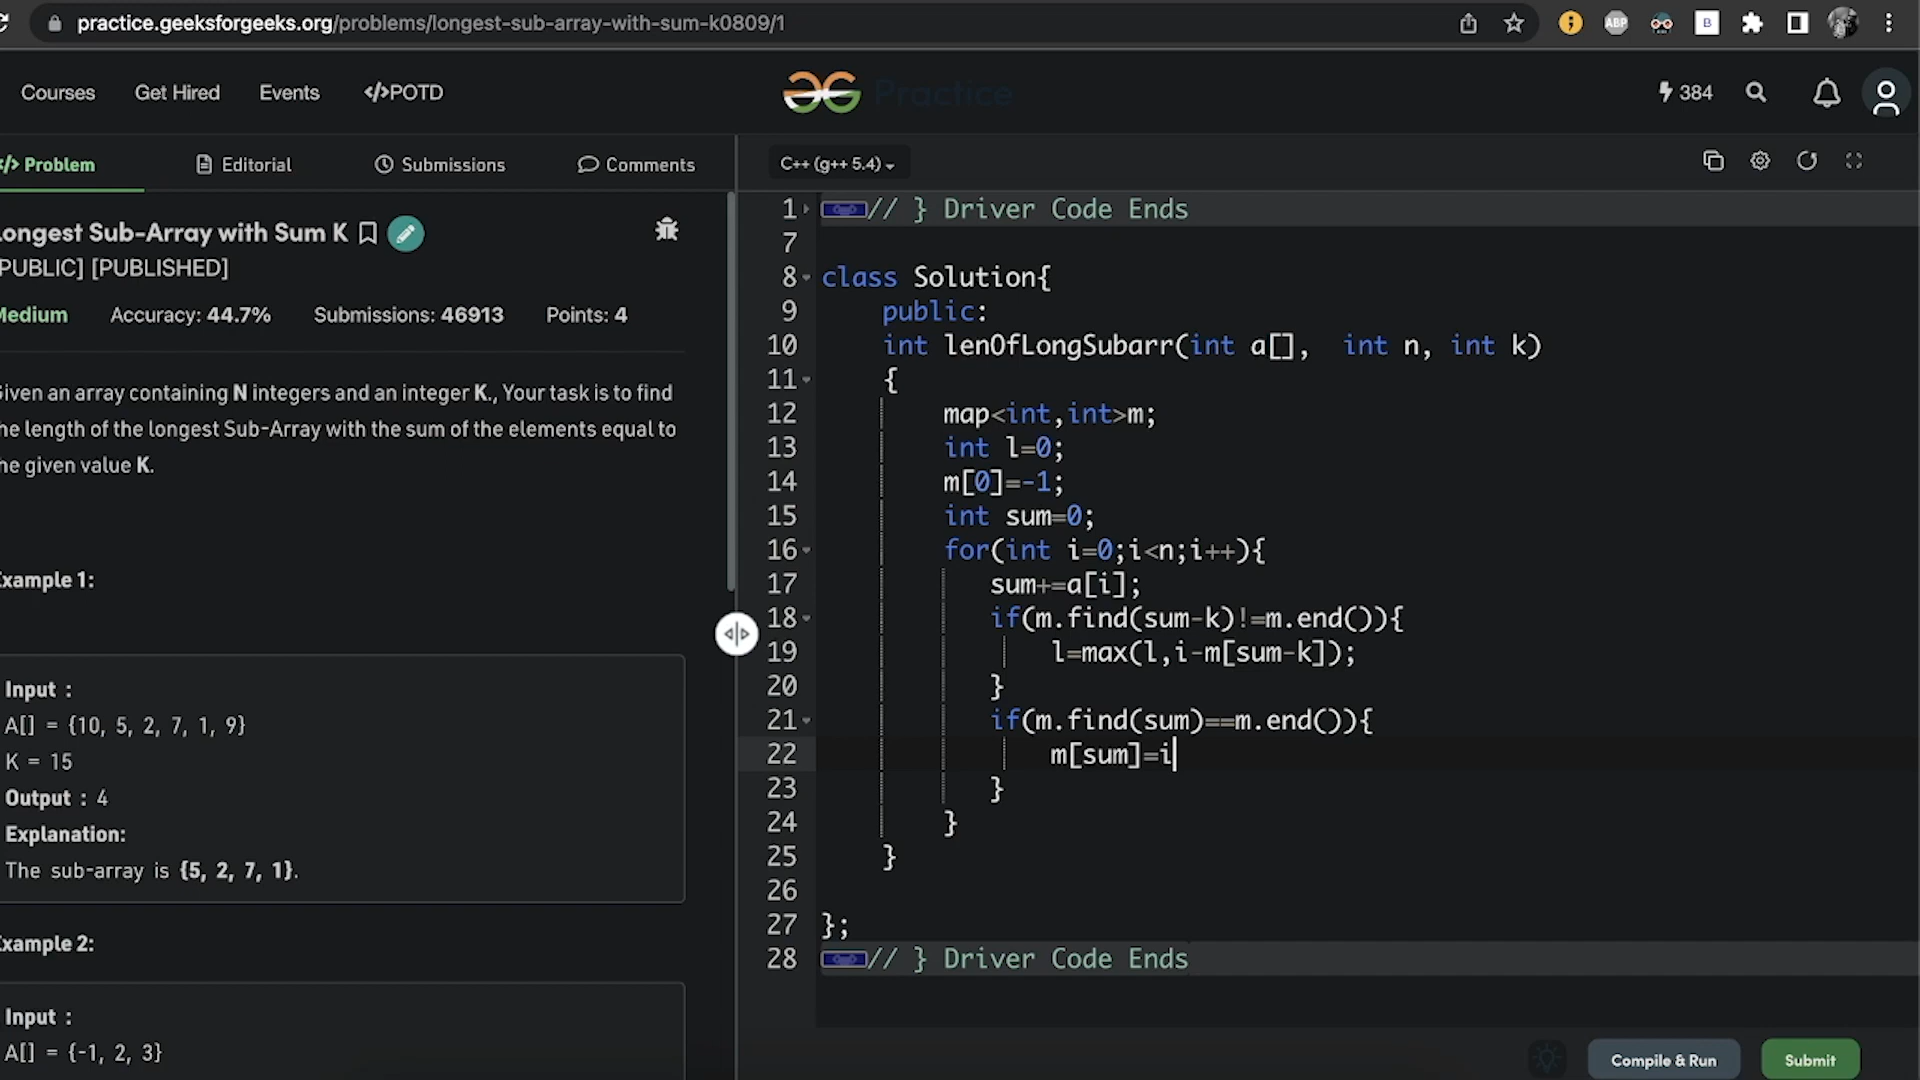 practice.geeksforgeeks.org/problems/longest-sub-array-with-sum-k0809/1
ABP
B
Courses
Get Hired
Events
</>POTD
Practice
384
</> Problem
Editorial
Submissions
Comments
C++ (g++ 5.4)
ongest Sub-Array with Sum K
PUBLIC] [PUBLISHED]
Medium
Accuracy: 44.7%
Submissions: 46913
Points: 4
iven an array containing N integers and an integer K., Your task is to find
he length of the longest Sub-Array with the sum of the elements equal to
he given value K.
xample 1:
Input :
A[] = {10, 5, 2, 7, 1, 9}
K = 15
Output : 4
Explanation:
The sub-array is {5, 2, 7, 1}.
xample 2:
Input :
A[] = {-1, 2, 3}
1 // } Driver Code Ends
7
8 class Solution{
9 public:
10 int lenOfLongSubarr(int a[],  int n, int k)
11 {
12 map<int,int>m;
13 int l=0;
14 m[0]=-1;
15 int sum=0;
16 for(int i=0;i<n;i++){
17 sum+=a[i];
18 if(m.find(sum-k)!=m.end()){
19 l=max(l,i-m[sum-k]);
20 }
21 if(m.find(sum)==m.end()){
22 m[sum]=i
23 }
24 }
25 }
26
27 };
28 // } Driver Code Ends
Compile & Run
Submit